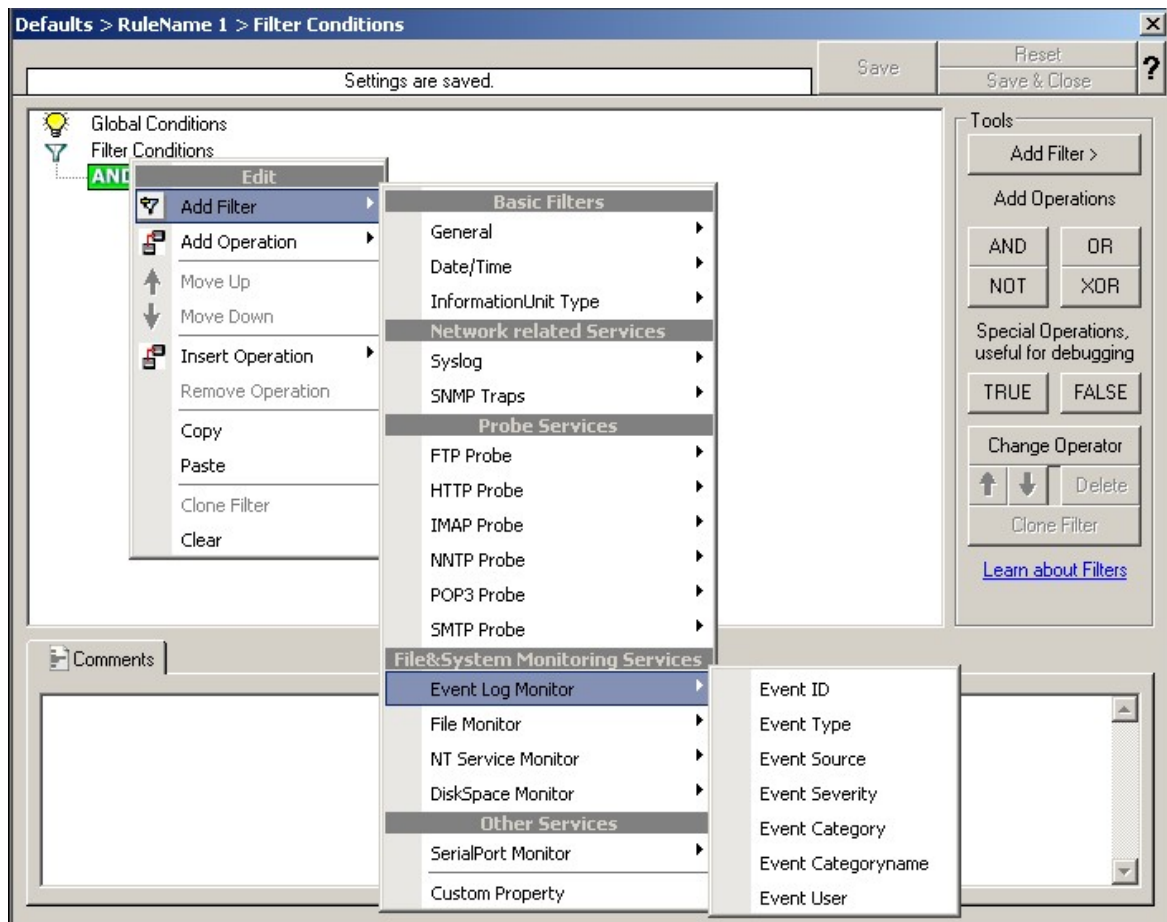 Defaults > RuleName 1 > Filter Conditions
Settings are saved.
Save
Reset
Save & Close
?
Global Conditions
Filter Conditions
AND
Edit
Add Filter
Add Operation
Move Up
Move Down
Insert Operation
Remove Operation
Copy
Paste
Clone Filter
Clear
Basic Filters
General
Date/Time
InformationUnit Type
Network related Services
Syslog
SNMP Traps
Probe Services
FTP Probe
HTTP Probe
IMAP Probe
NNTP Probe
POP3 Probe
SMTP Probe
File&System Monitoring Services
Event Log Monitor
File Monitor
NT Service Monitor
DiskSpace Monitor
Other Services
SerialPort Monitor
Custom Property
Event ID
Event Type
Event Source
Event Severity
Event Category
Event Categoryname
Event User
Tools
Add Filter >
Add Operations
AND
OR
NOT
XOR
Special Operations,
useful for debugging
TRUE
FALSE
Change Operator
Delete
Clone Filter
Learn about Filters
Comments